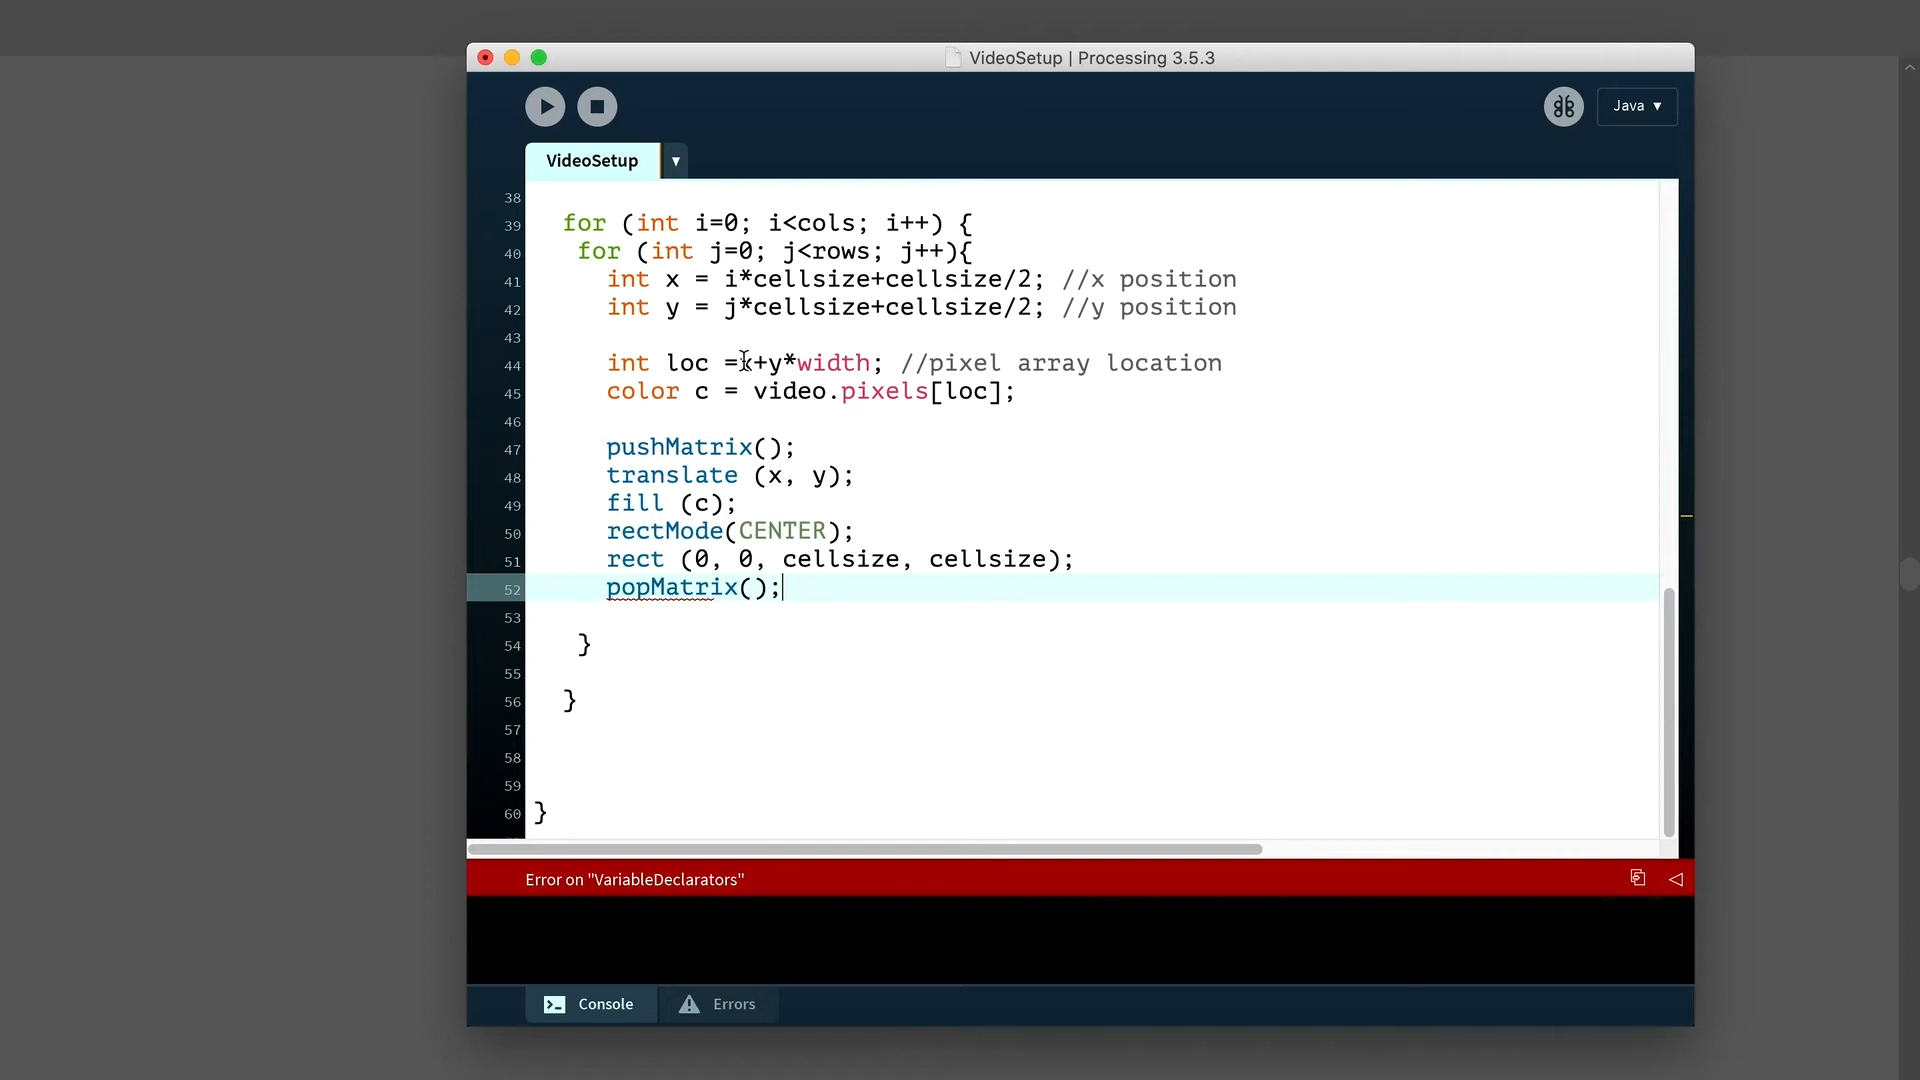 VideoSetup | Processing 3.5.3
Java ▼
VideoSetup ▼
38
39 for (int i=0; i<cols; i++) {
40 for (int j=0; j<rows; j++){
41 int x = i*cellsize+cellsize/2; //x position
42 int y = j*cellsize+cellsize/2; //y position
43
44 int loc =x+y*width; //pixel array location
45 color c = video.pixels[loc];
46
47 pushMatrix();
48 translate (x, y);
49 fill (c);
50 rectMode(CENTER);
51 rect (0, 0, cellsize, cellsize);
52 popMatrix();
53
54 }
55
56 }
57
58
59
60 }
Error on "VariableDeclarators"
Console
Errors